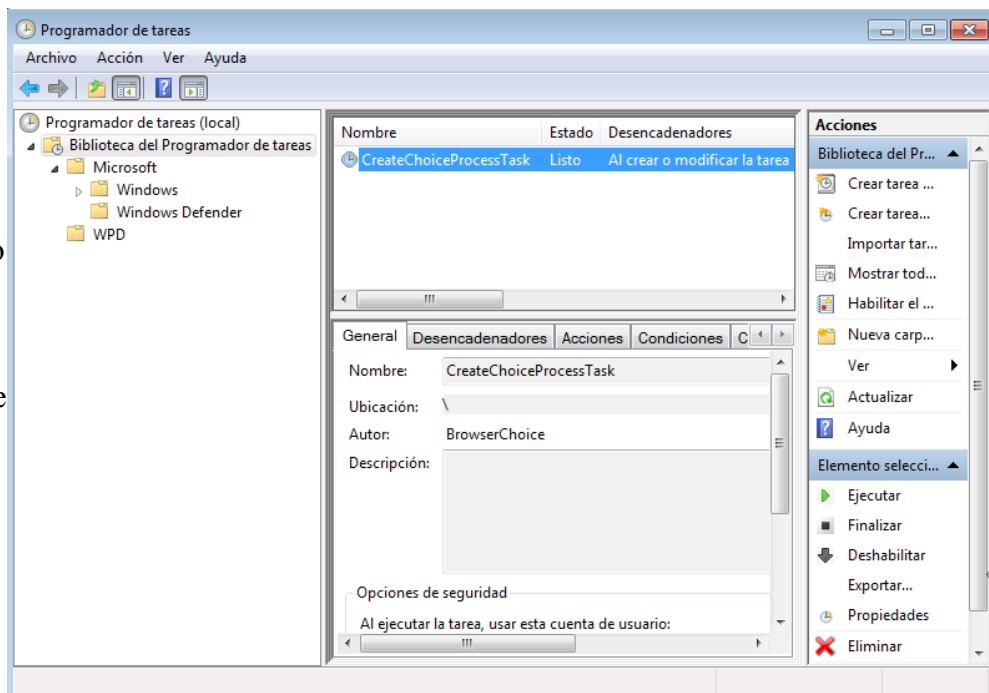 Programador de tareas
Archivo Acción Ver Ayuda
Programador de tareas (local)
Biblioteca del Programador de tareas
Microsoft
Windows
Windows Defender
WPD
o
e
Nombre Estado Desencadenadores
CreateChoiceProcessTask Listo Al crear o modificar la tarea
General Desencadenadores Acciones Condiciones C
Nombre: CreateChoiceProcessTask
Ubicación: \
Autor: BrowserChoice
Descripción:
Opciones de seguridad
Al ejecutar la tarea, usar esta cuenta de usuario:
Acciones
Biblioteca del Pr...
Crear tarea ...
Crear tarea...
Importar tar...
Mostrar tod...
Habilitar el ...
Nueva carp...
Ver
Actualizar
Ayuda
Elemento selecci...
Ejecutar
Finalizar
Deshabilitar
Exportar...
Propiedades
Eliminar